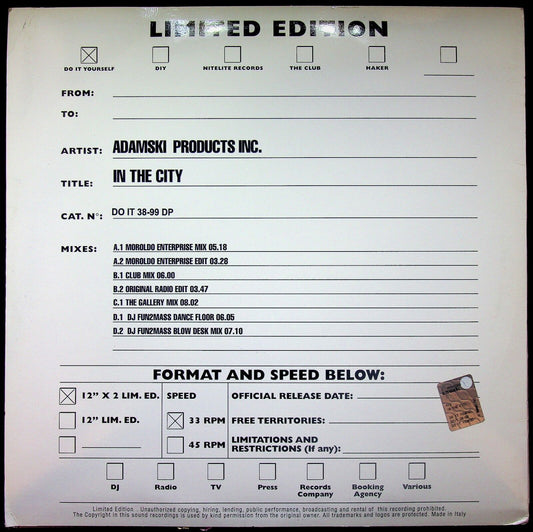 LIMITED EDITION
DO IT YOURSELF DIY NITELITE RECORDS THE CLUB HAKER
FROM:
TO:
ARTIST: ADAMSKI PRODUCTS INC.
TITLE: IN THE CITY
CAT. N°: DO IT 38-99 DP
MIXES: A.1 MOROLDO ENTERPRISE MIX 05.18
A.2 MOROLDO ENTERPRISE EDIT 03.28
B.1 CLUB MIX 06.00
B.2 ORIGINAL RADIO EDIT 03.47
C.1 THE GALLERY MIX 08.02
D.1 DJ FUN2MASS DANCE FLOOR 06.05
D.2 DJ FUN2MASS BLOW DESK MIX 07.10
FORMAT AND SPEED BELOW:
12” X 2 LIM. ED. SPEED OFFICIAL RELEASE DATE:
12” LIM. ED. 33 RPM FREE TERRITORIES:
45 RPM LIMITATIONS AND
RESTRICTIONS (If any):
DJ Radio TV Press Records Booking Various
Company Agency
Limited Edition . Unauthorized copying, hiring, lending, public performance, broadcasting and rental of this recording prohibited.
The Copyright in this sound recordings is used by kind permission from the original owner. All trademarks and logos are protected. Made in Italy